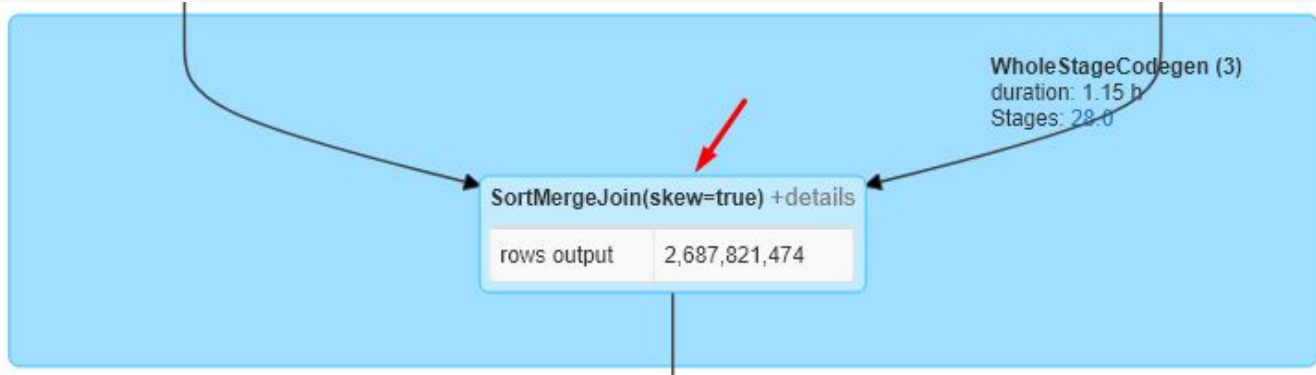 WholeStageCodegen (3)
duration: 1.15 h
Stages: 28.0
SortMergeJoin(skew=true) +details
rows output 2,687,821,474